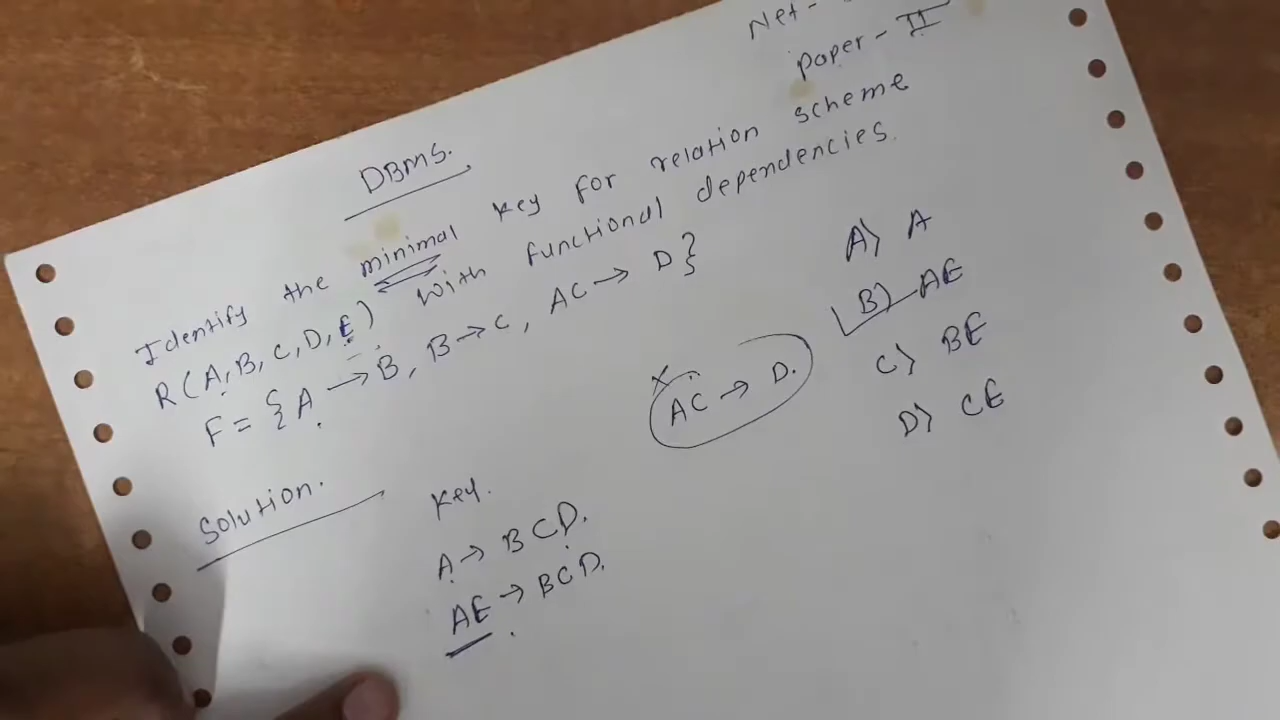 Net-
paper - II
DBMS.
Identify the minimal key for relation scheme
R(A,B,C,D,E) with functional dependencies.
F = {A → B, B → C, AC → D}
A) A
B) AE
C) BE
D) CE
AC → D.
Solution.
Key.
A → BCD.
AE → BCD.